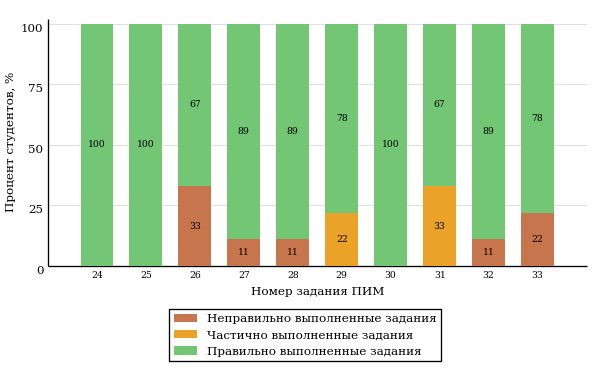 Процент студентов, %
100
75
50
25
0
100 100 67 89 89 78 100 67 89 78
33 11 11 22 33 11 22
24 25 26 27 28 29 30 31 32 33
Номер задания ПИМ
Неправильно выполненные задания
Частично выполненные задания
Правильно выполненные задания